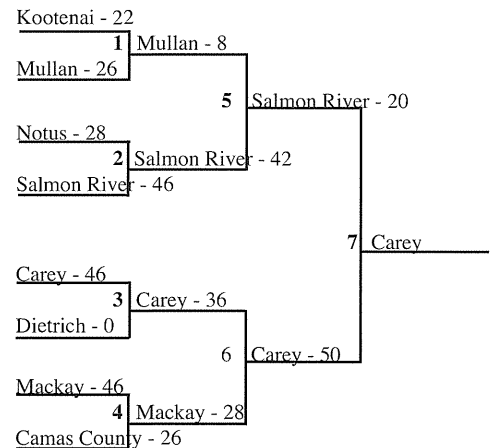 Kootenai - 22
1 Mullan - 8
Mullan - 26
5 Salmon River - 20
Notus - 28
2 Salmon River - 42
Salmon River - 46
7 Carey
Carey - 46
3 Carey - 36
Dietrich - 0
6 Carey - 50
Mackay - 46
4 Mackay - 28
Camas County - 26